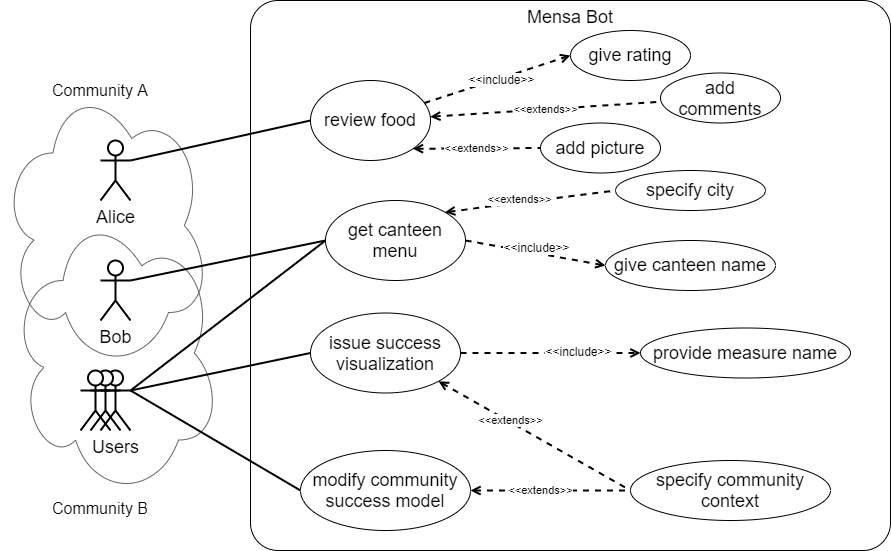 Mensa Bot
give rating
<<include>>
Community A
add
comments
<<extends>>
review food
add picture
<<extends>>
specify city
<<extends>>
Alice
get canteen
menu
<<include>>
give canteen name
Bob
issue success
visualization
<<include>>
provide measure name
<<extends>>
Users
modify community
success model
<<extends>>
specify community
context
Community B